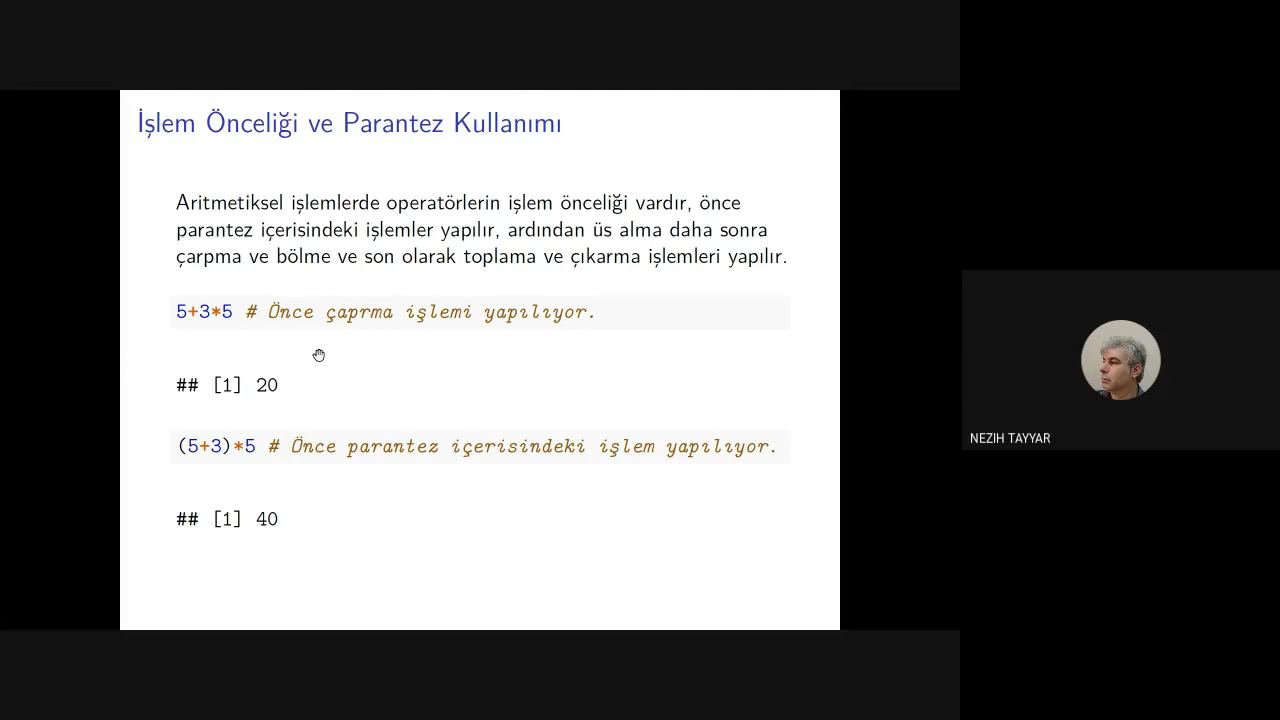 İşlem Önceliği ve Parantez Kullanımı
Aritmetiksel işlemlerde operatörlerin işlem önceliği vardır, önce
parantez içerisindeki işlemler yapılır, ardından üs alma daha sonra
çarpma ve bölme ve son olarak toplama ve çıkarma işlemleri yapılır.
5+3*5 # Önce çaprma işlemi yapılıyor.
## [1] 20
(5+3)*5 # Önce parantez içerisindeki işlem yapılıyor.
## [1] 40
NEZIH TAYYAR